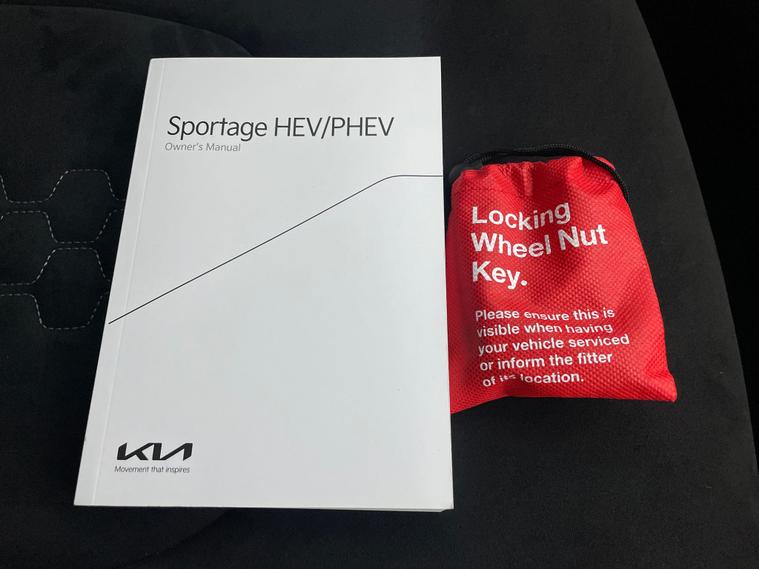 Sportage HEV/PHEV
Owner's Manual
KIA
Movement that inspires
Locking
Wheel Nut
Key.
Please ensure this is
visible when having
your vehicle serviced
or inform the fitter
of its location.